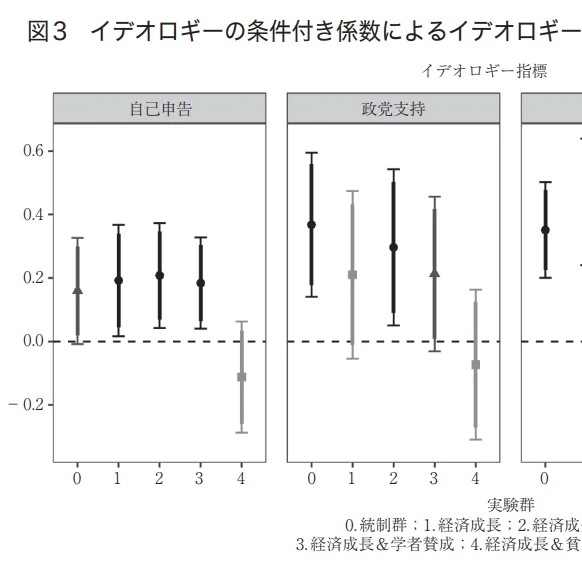 図3 イデオロギーの条件付き係数によるイデオロギー
イデオロギー指標
自己申告
政党支持
0.6
0.4
0.2
0.0
－0.2
0 1 2 3 4
0 1 2 3 4
0
実験群
0.統制群；1.経済成長；2.経済成
3.経済成長＆学者賛成；4.経済成長＆貧